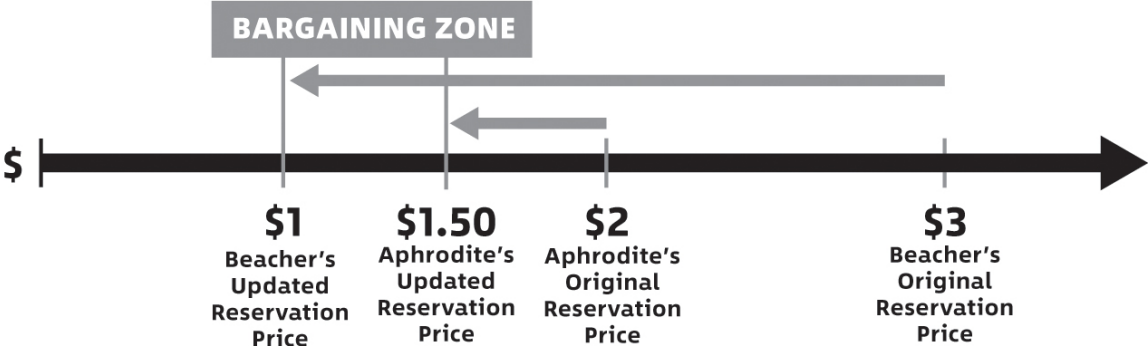 BARGAINING ZONE
$
$1
Beacher's
Updated
Reservation
Price
$1.50
Aphrodite's
Updated
Reservation
Price
$2
Aphrodite's
Original
Reservation
Price
$3
Beacher's
Original
Reservation
Price